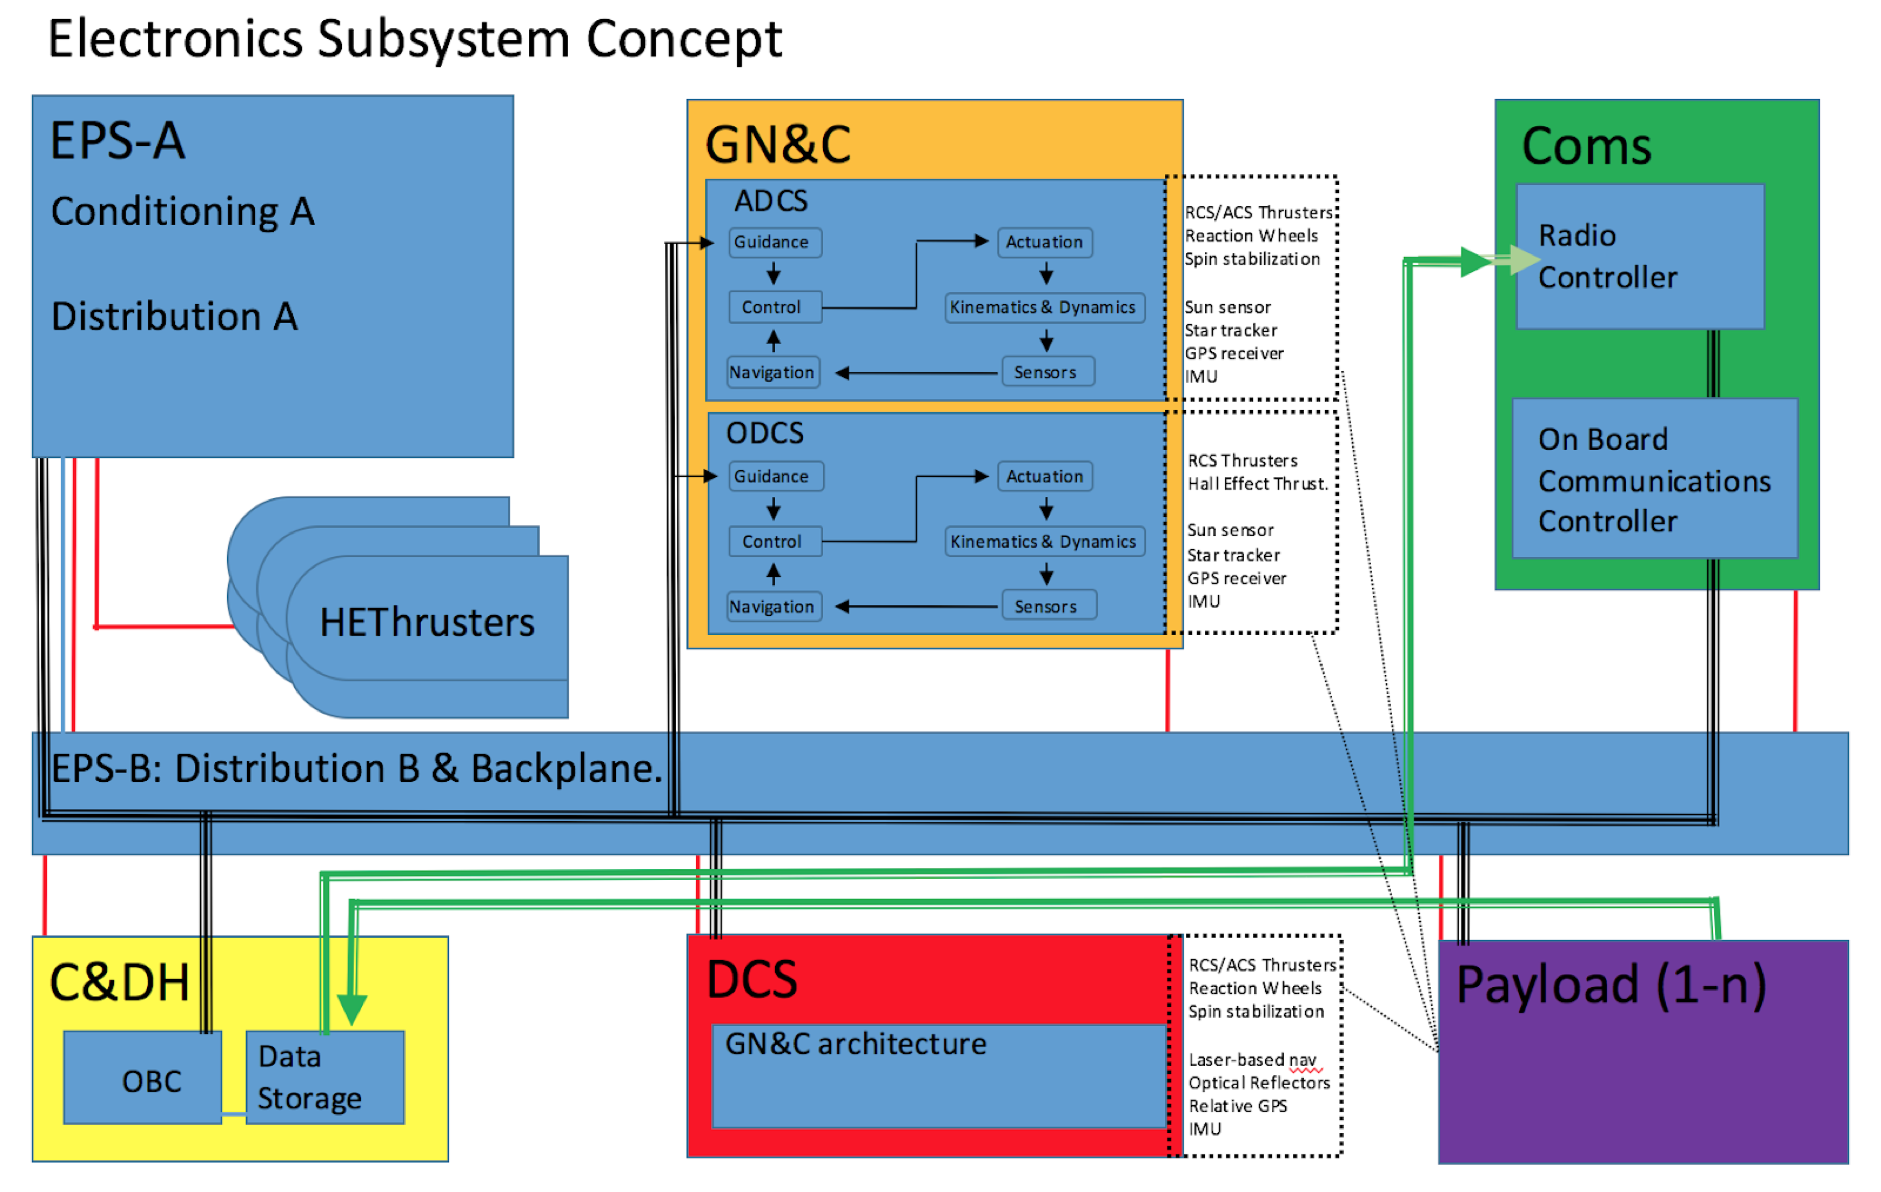 Electronics Subsystem Concept
EPS-A
Conditioning A
Distribution A
HEThrusters
GN&C
ADCS
Guidance
Actuation
Control
Kinematics & Dynamics
Navigation
Sensors
RCS/ACS Thrusters
Reaction Wheels
Spin stabilization
Sun sensor
Star tracker
GPS receiver
IMU
ODCS
Guidance
Actuation
Control
Kinematics & Dynamics
Navigation
Sensors
RCS Thrusters
Hall Effect Thrust.
Sun sensor
Star tracker
GPS receiver
IMU
Coms
Radio
Controller
On Board
Communications
Controller
EPS-B: Distribution B & Backplane.
C&DH
OBC
Data
Storage
DCS
GN&C architecture
RCS/ACS Thrusters
Reaction Wheels
Spin stabilization
Laser-based nav
Optical Reflectors
Relative GPS
IMU
Payload (1-n)